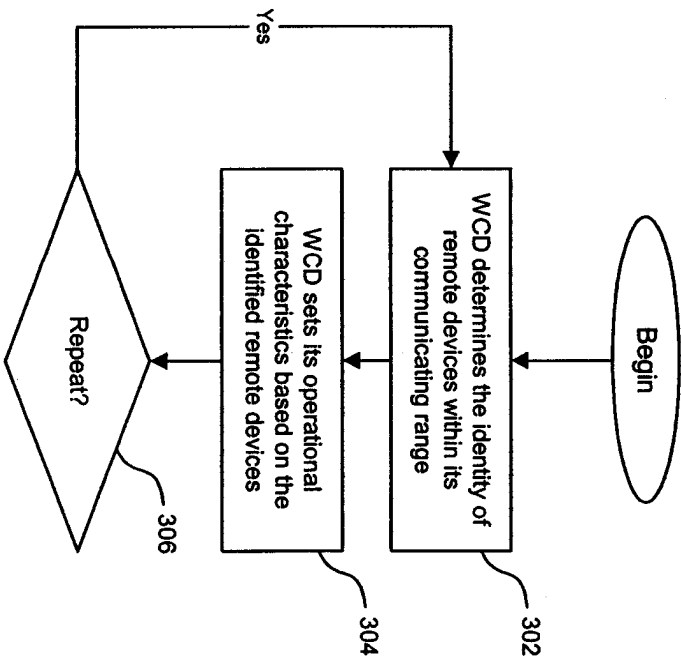 Begin
WCD determines the identity of
remote devices within its
communicating range
302
WCD sets its operational
characteristics based on the
identified remote devices
304
Repeat?
306
Yes